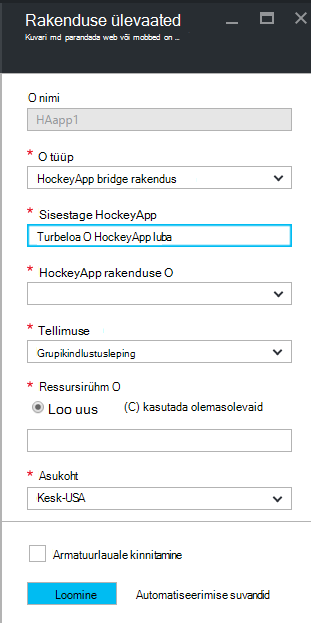 Rakenduse ülevaated
Kuvari md parandada web või mobbed on ...
O nimi
HAapp1
* O tüüp
HockeyApp bridge rakendus
* Sisestage HockeyApp
Turbeloa O HockeyApp luba
* HockeyApp rakenduse O
* Tellimuse
Grupikindlustusleping
* Ressursirühm O
Loo uus (C) kasutada olemasolevaid
* Asukoht
Kesk-USA
Armatuurlauale kinnitamine
Loomine Automatiseerimise suvandid